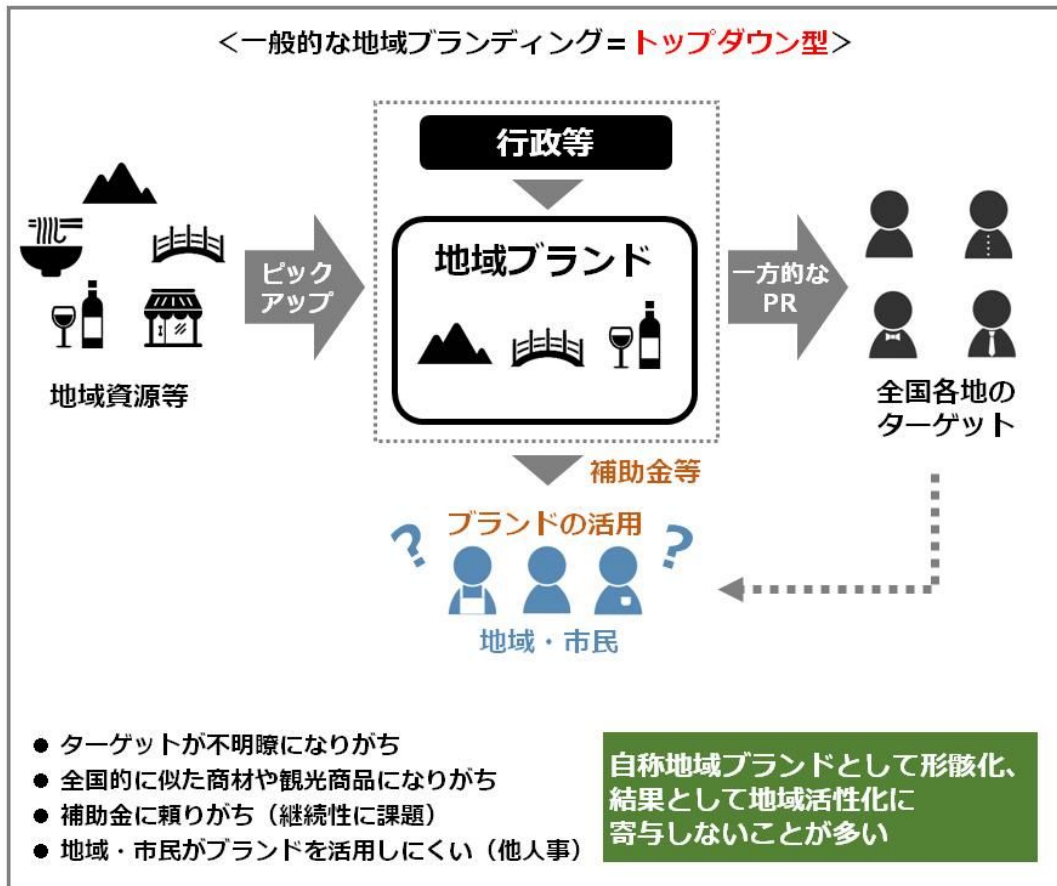 ＜一般的な地域ブランディング＝トップダウン型＞
行政等
地域ブランド
ピック
アップ
一方的な
PR
地域資源等
全国各地の
ターゲット
補助金等
ブランドの活用
?
?
地域・市民
● ターゲットが不明瞭になりがち
● 全国的に似た商材や観光商品になりがち
● 補助金に頼りがち（継続性に課題）
● 地域・市民がブランドを活用しにくい（他人事）
自称地域ブランドとして形骸化、
結果として地域活性化に
寄与しないことが多い